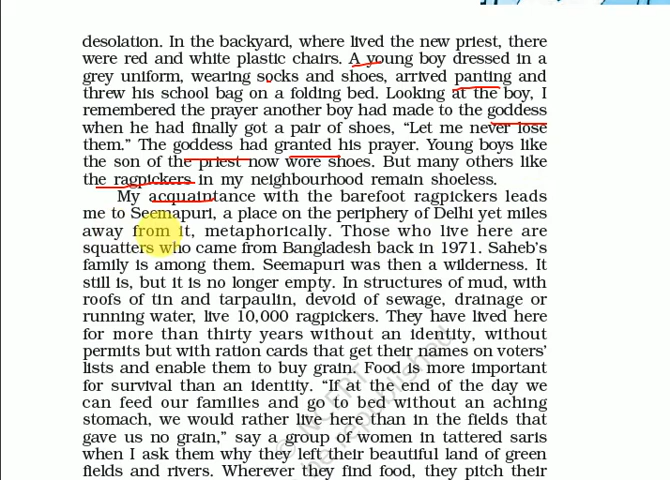 desolation. In the backyard, where lived the new priest, there
were red and white plastic chairs. A young boy dressed in a
grey uniform, wearing socks and shoes, arrived panting and
threw his school bag on a folding bed. Looking at the boy, I
remembered the prayer another boy had made to the goddess
when he had finally got a pair of shoes, “Let me never lose
them.” The goddess had granted his prayer. Young boys like
the son of the priest now wore shoes. But many others like
the ragpickers in my neighbourhood remain shoeless.
My acquaintance with the barefoot ragpickers leads
me to Seemapuri, a place on the periphery of Delhi yet miles
away from it, metaphorically. Those who live here are
squatters who came from Bangladesh back in 1971. Saheb’s
family is among them. Seemapuri was then a wilderness. It
still is, but it is no longer empty. In structures of mud, with
roofs of tin and tarpaulin, devoid of sewage, drainage or
running water, live 10,000 ragpickers. They have lived here
for more than thirty years without an identity, without
permits but with ration cards that get their names on voters’
lists and enable them to buy grain. Food is more important
for survival than an identity. “If at the end of the day we
can feed our families and go to bed without an aching
stomach, we would rather live here than in the fields that
gave us no grain,” say a group of women in tattered saris
when I ask them why they left their beautiful land of green
fields and rivers. Wherever they find food, they pitch their